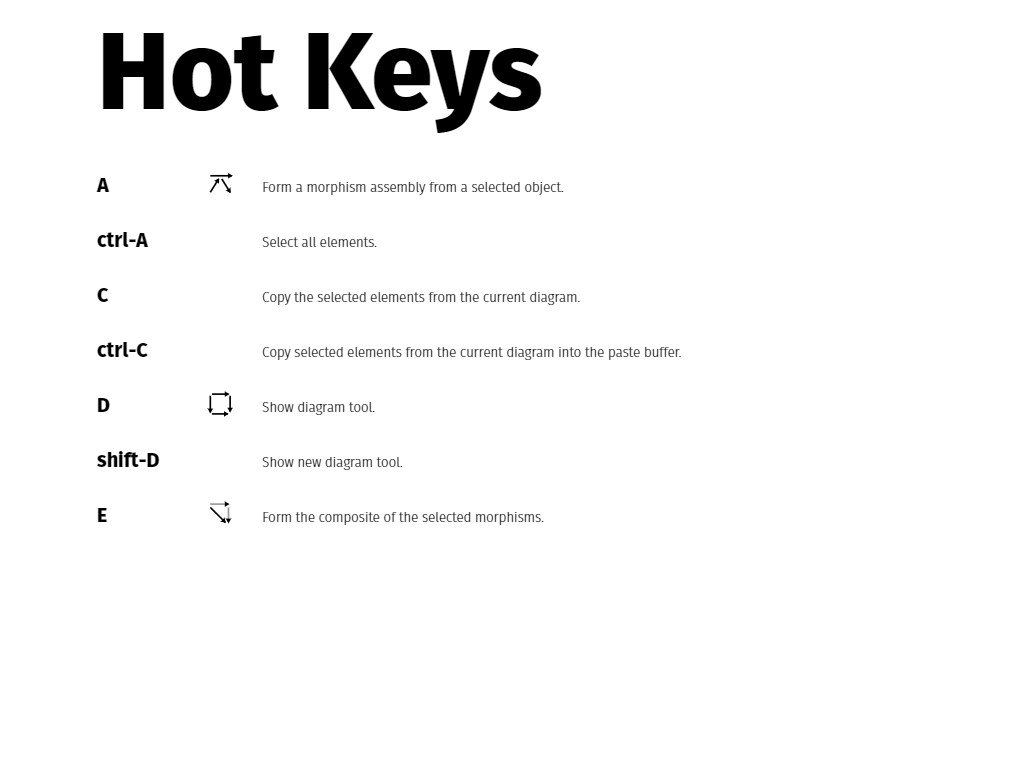 Hot Keys
A Form a morphism assembly from a selected object.
ctrl-A Select all elements.
C Copy the selected elements from the current diagram.
ctrl-C Copy selected elements from the current diagram into the paste buffer.
D Show diagram tool.
shift-D Show new diagram tool.
E Form the composite of the selected morphisms.